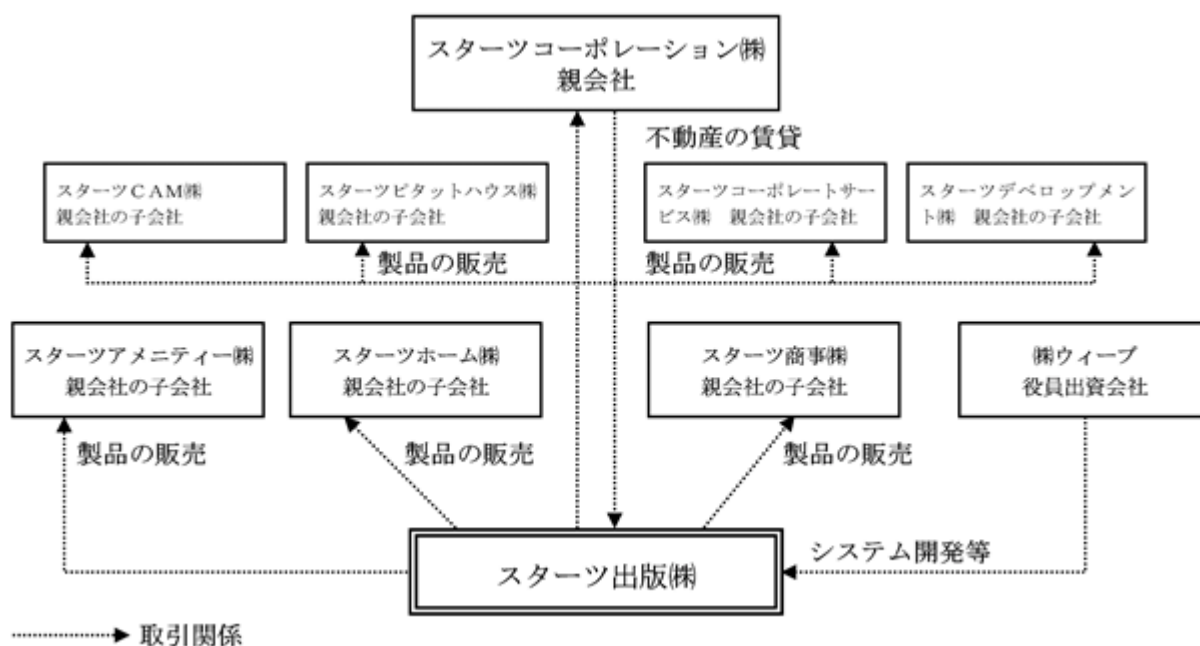 スターツコーポレーション㈱
親会社
不動産の賃貸
スターツCAM㈱
親会社の子会社
スターツピタットハウス㈱
親会社の子会社
スターツコーポレートサー
ビス㈱ 親会社の子会社
スターツデベロップメン
ト㈱ 親会社の子会社
製品の販売
製品の販売
スターツアメニティー㈱
親会社の子会社
スターツホーム㈱
親会社の子会社
スターツ商事㈱
親会社の子会社
㈱ウィーブ
役員出資会社
製品の販売
製品の販売
製品の販売
システム開発等
スターツ出版㈱
取引関係